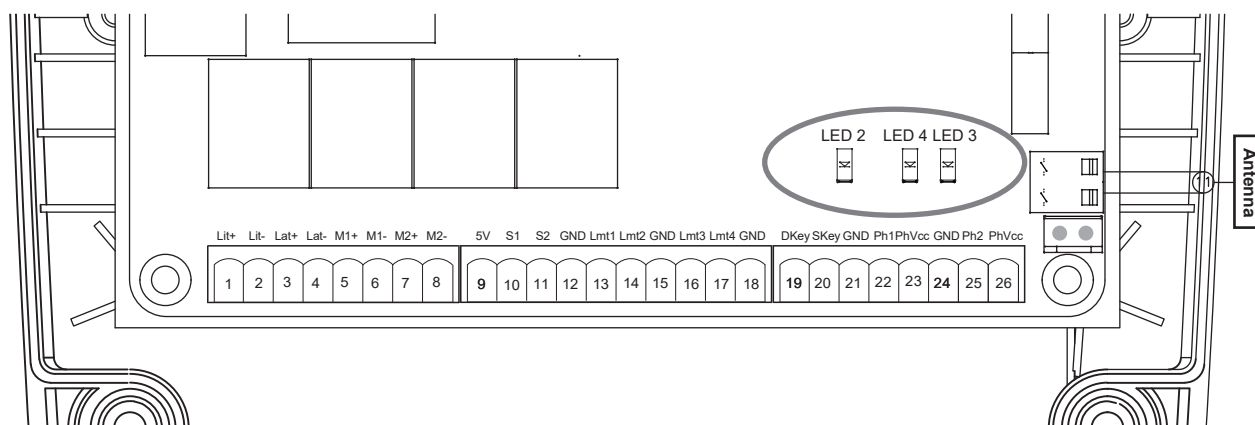 LED 2 LED 4 LED 3
11
Antenna
Lit+ Lit- Lat+ Lat- M1+ M1- M2+ M2- 5V S1 S2 GND Lmt1 Lmt2 GND Lmt3 Lmt4 GND DKey SKey GND Ph1 PhVcc GND Ph2 PhVcc
1 2 3 4 5 6 7 8 9 10 11 12 13 14 15 16 17 18 19 20 21 22 23 24 25 26